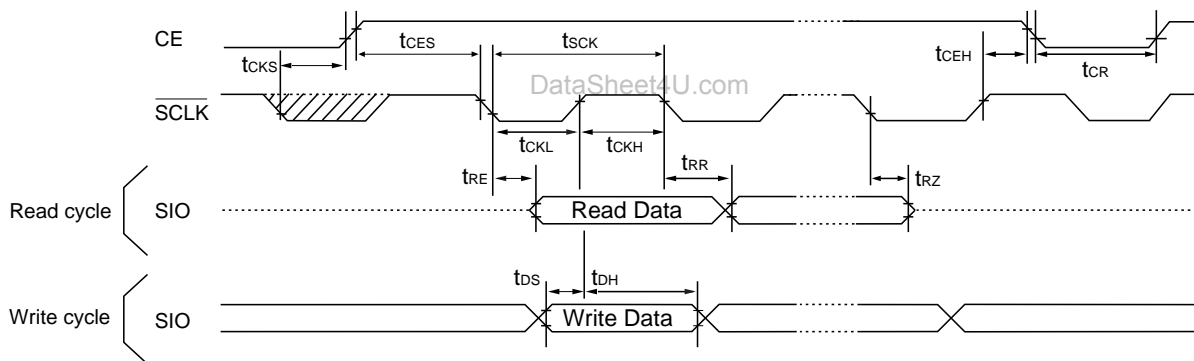 CE
tCES
tSCK
tCKS
tCEH
tCR
DataSheet4U.com
SCLK
tCKL
tCKH
tRE
tRR
tRZ
Read cycle
SIO
Read Data
tDS
tDH
Write cycle
SIO
Write Data